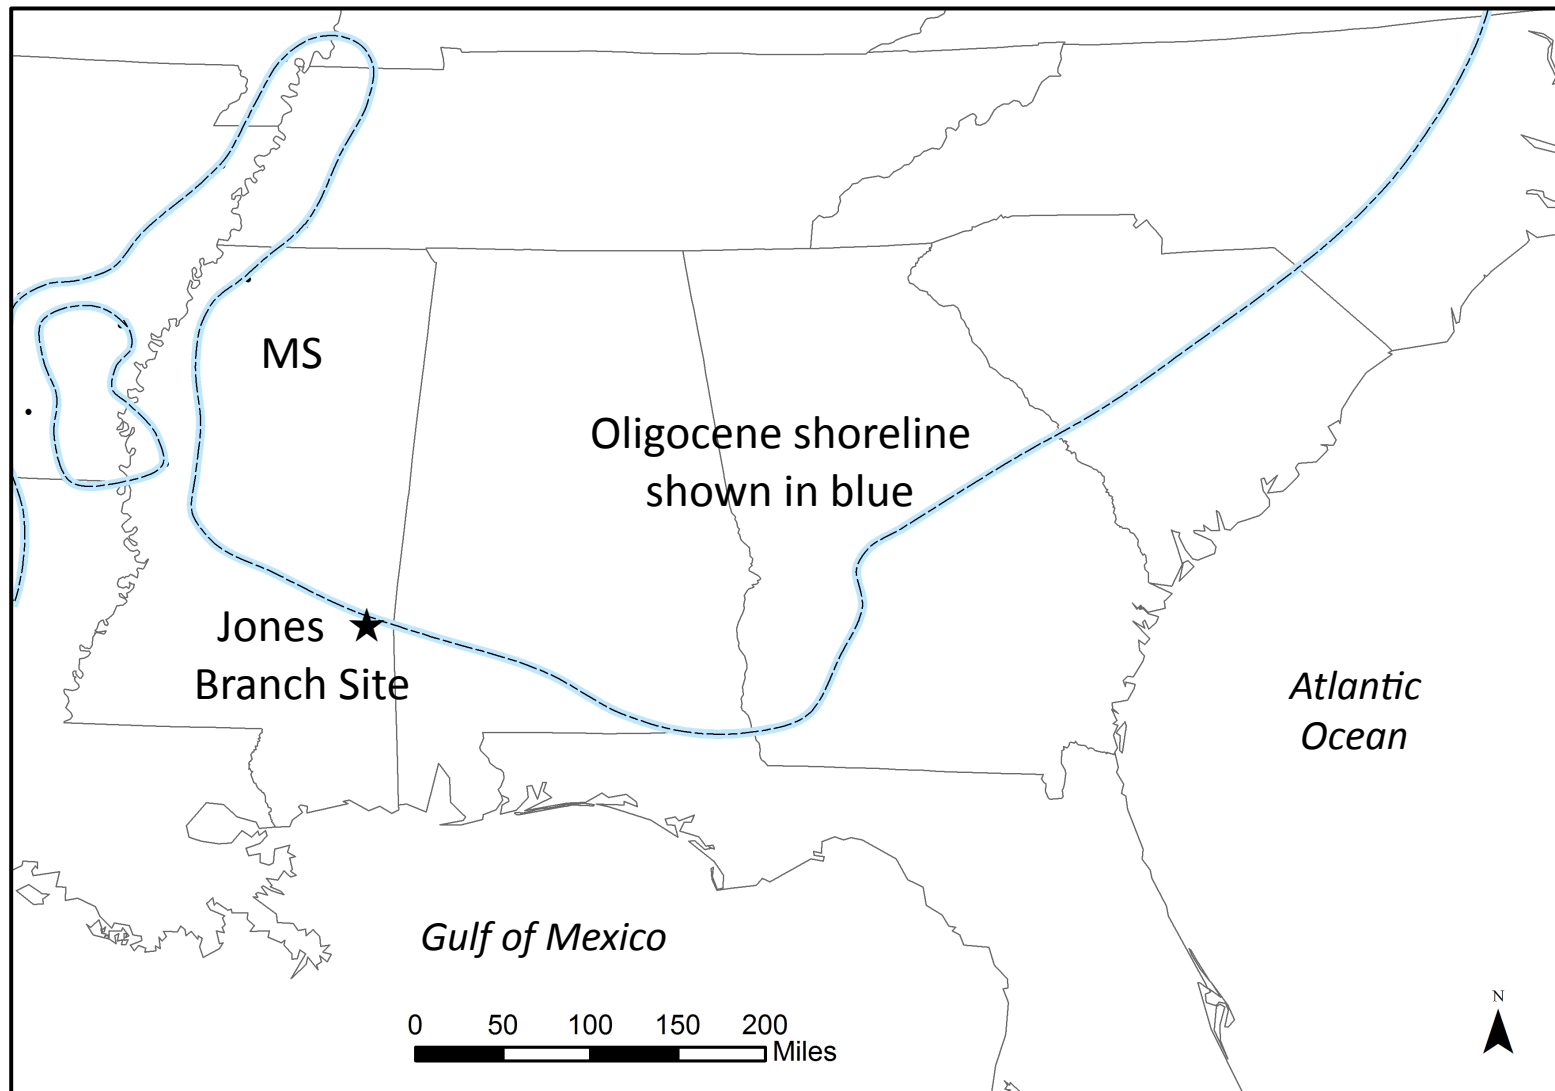 MS
Oligocene shoreline
shown in blue
Jones
Branch Site
Atlantic
Ocean
Gulf of Mexico
0 50 100 150 200
Miles
N